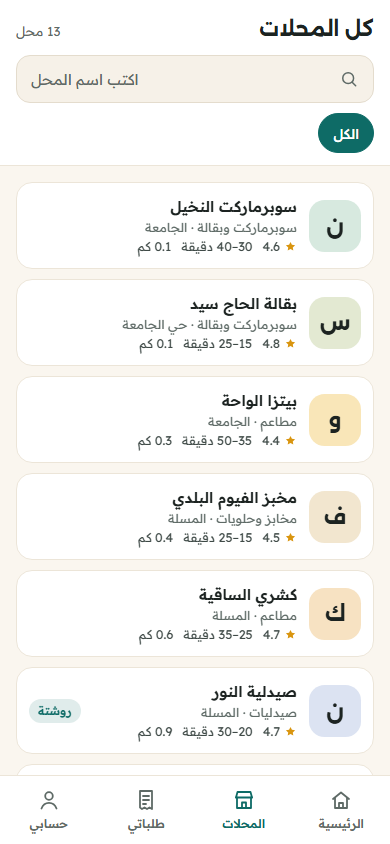 كل المحلات
13 محل
اكتب اسم المحل
الكل
ن
سوبرماركت النخيل
سوبرماركت وبقالة · الجامعة
4.6 30–40 دقيقة 0.1 كم
س
بقالة الحاج سيد
سوبرماركت وبقالة · حي الجامعة
4.8 15–25 دقيقة 0.1 كم
و
بيتزا الواحة
مطاعم · الجامعة
4.4 35–50 دقيقة 0.3 كم
ف
مخبز الفيوم البلدي
مخابز وحلويات · المسلة
4.5 15–25 دقيقة 0.4 كم
ك
كشري الساقية
مطاعم · المسلة
4.7 25–35 دقيقة 0.6 كم
ن
صيدلية النور
صيدليات · المسلة
4.7 20–30 دقيقة 0.9 كم
روشتة
الرئيسية
المحلات
طلباتي
حسابي